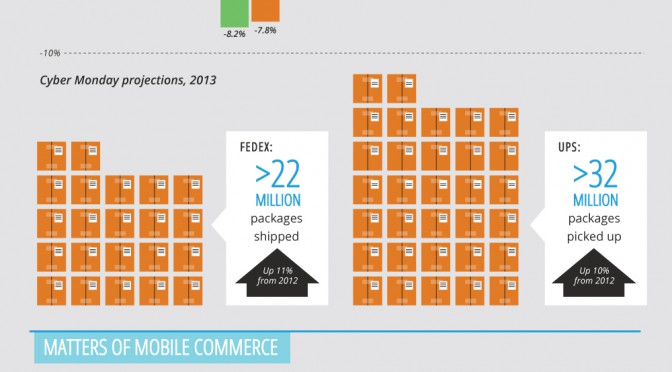 -8.2%
-7.8%
-10%
Cyber Monday projections, 2013
FEDEX:
>22
MILLION
packages
shipped
Up 11%
from 2012
UPS:
>32
MILLION
packages
picked up
Up 10%
from 2012
MATTERS OF MOBILE COMMERCE